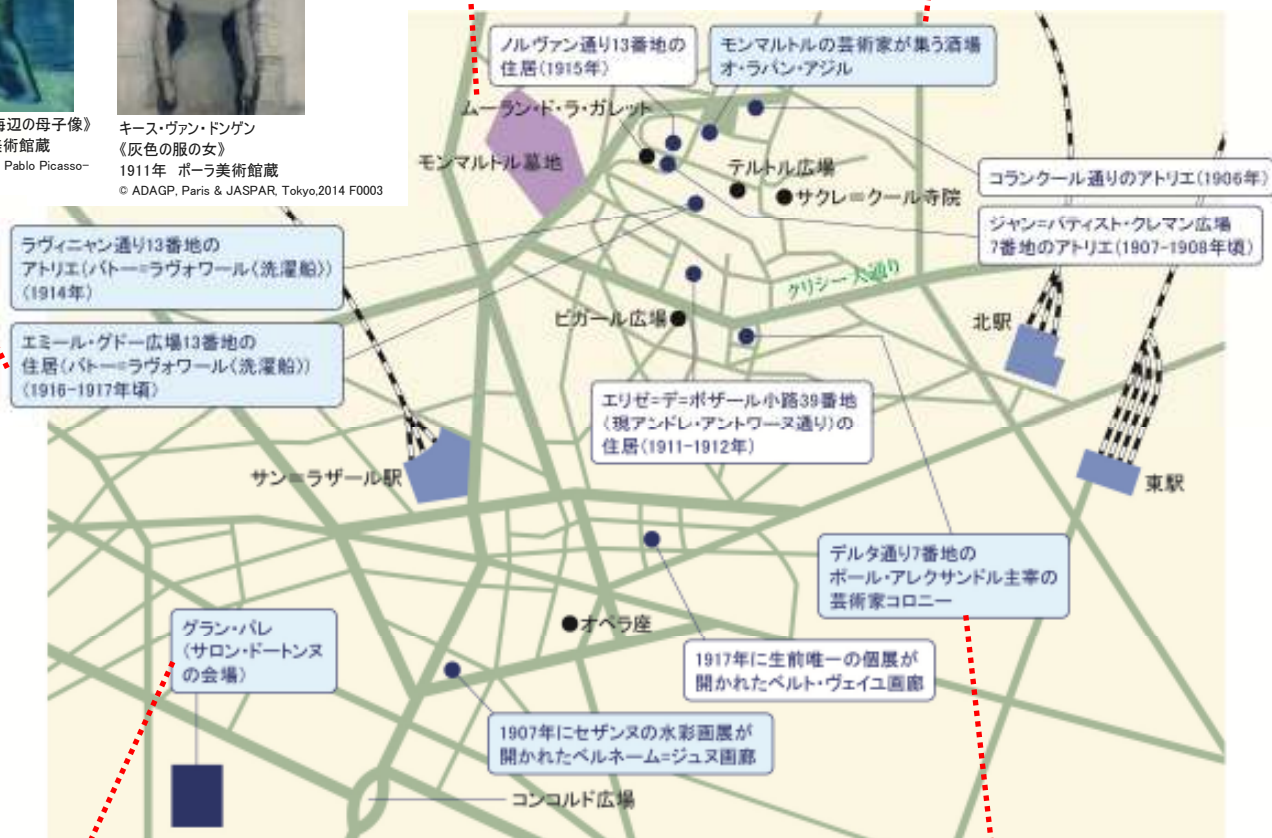 海辺の母子像》
美術館蔵
Pablo Picasso-
キース・ヴァン・ドンゲン
《灰色の服の女》
1911年 ポーラ美術館蔵
© ADAGP, Paris & JASPAR, Tokyo,2014 F0003
ノルヴァン通り13番地の
住居(1915年)
モンマルトルの芸術家が集う酒場
オ・ラパン・アジル
ムーラン・ド・ラ・ガレット
モンマルトル墓地
テルトル広場
サクレ=クール寺院
コランクール通りのアトリエ(1906年)
ジャン=バティスト・クレマン広場
7番地のアトリエ(1907-1908年頃)
ラヴィニャン通り13番地の
アトリエ(バトー=ラヴォワール〈洗濯船〉)
(1914年)
クリシー大通り
ピガール広場
北駅
エミール・グドー広場13番地の
住居(バトー=ラヴォワール〈洗濯船〉)
(1916-1917年頃)
エリゼ=デ=ボザール小路39番地
(現アンドレ・アントワーヌ通り)の
住居(1911-1912年)
サン=ラザール駅
東駅
デルタ通り7番地の
ポール・アレクサンドル主宰の
芸術家コロニー
グラン・パレ
(サロン・ドートンヌ
の会場)
オペラ座
1917年に生前唯一の個展が
開かれたベルト・ヴェイユ画廊
1907年にセザンヌの水彩画展が
開かれたベルネーム=ジュヌ画廊
コンコルド広場